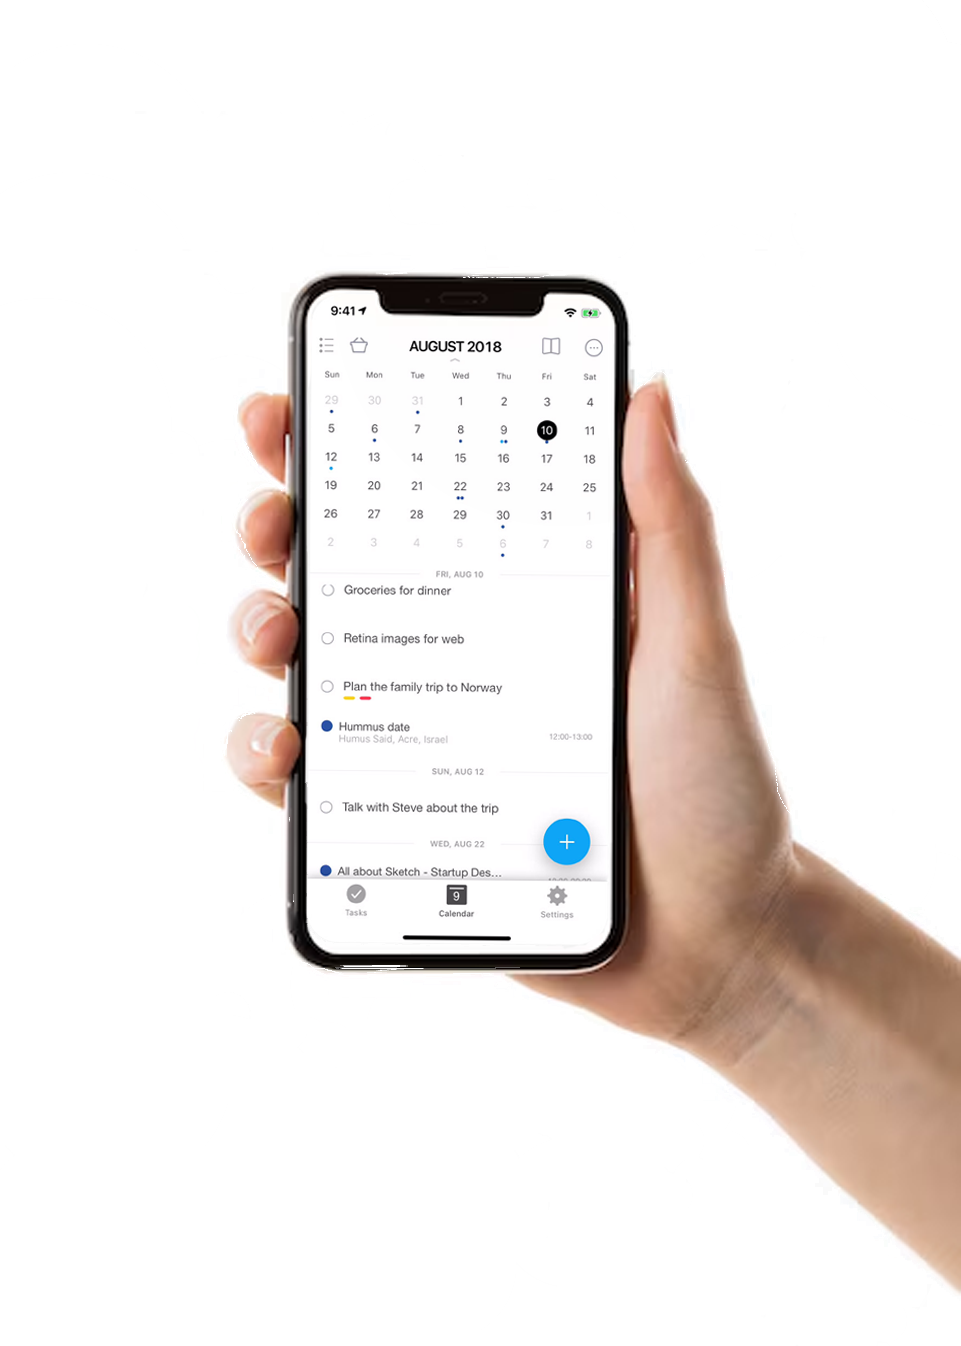 9:41
AUGUST 2018
Sun Mon Tue Wed Thu Fri Sat
29 30 31 1 2 3 4
5 6 7 8 9 10 11
12 13 14 15 16 17 18
19 20 21 22 23 24 25
26 27 28 29 30 31 1
2 3 4 5 6 7 8
FRI, AUG 10
Groceries for dinner
Retina images for web
Plan the family trip to Norway
Hummus date
Humus Said, Acre, Israel 12:00-13:00
SUN, AUG 12
Talk with Steve about the trip
WED, AUG 22
All about Sketch - Startup Des...
9
Tasks Calendar Settings